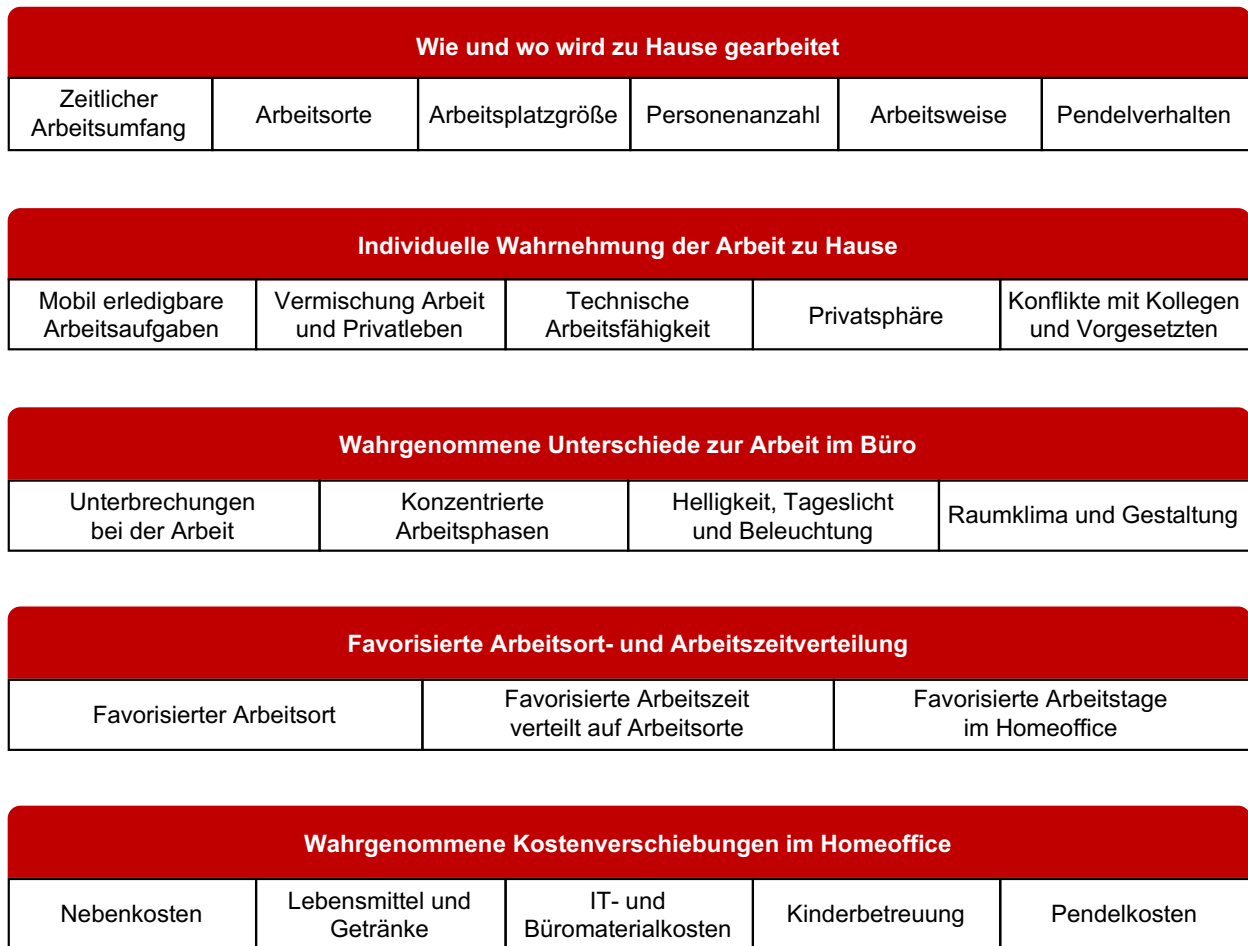 Wie und wo wird zu Hause gearbeitet
Zeitlicher
Arbeitsumfang
Arbeitsorte
Arbeitsplatzgröße
Personenanzahl
Arbeitsweise
Pendelverhalten
Individuelle Wahrnehmung der Arbeit zu Hause
Mobil erledigbare
Arbeitsaufgaben
Vermischung Arbeit
und Privatleben
Technische
Arbeitsfähigkeit
Privatsphäre
Konflikte mit Kollegen
und Vorgesetzten
Wahrgenommene Unterschiede zur Arbeit im Büro
Unterbrechungen
bei der Arbeit
Konzentrierte
Arbeitsphasen
Helligkeit, Tageslicht
und Beleuchtung
Raumklima und Gestaltung
Favorisierte Arbeitsort- und Arbeitszeitverteilung
Favorisierter Arbeitsort
Favorisierte Arbeitszeit
verteilt auf Arbeitsorte
Favorisierte Arbeitstage
im Homeoffice
Wahrgenommene Kostenverschiebungen im Homeoffice
Nebenkosten
Lebensmittel und
Getränke
IT- und
Büromaterialkosten
Kinderbetreuung
Pendelkosten